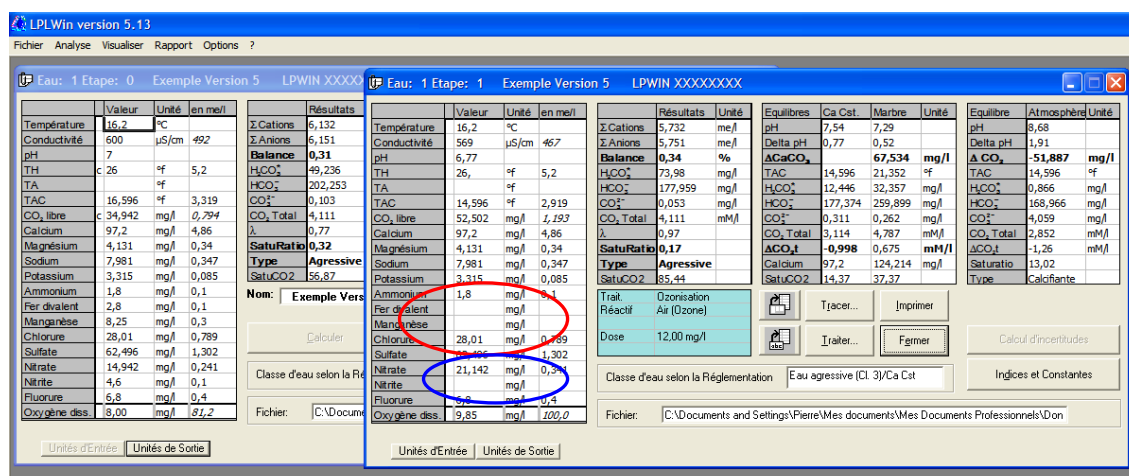 LPLWin version 5.13
Fichier Analyse Visualiser Rapport Options ?
Eau: 1 Etape: 0 Exemple Version 5 LPWIN XXXXX
Valeur Unité en me/l Résultats
Température 16,2 °C ΣCations 6,132
Conductivité 600 µS/cm 492 ΣAnions 6,151
pH 7 Balance 0,31
TH c 26 °f 5,2 H₂CO₃* 49,236
TA °f HCO₃⁻ 202,253
TAC 16,596 °f 3,319 CO₃²⁻ 0,103
CO₂ libre c 34,942 mg/l 0,794 CO₂ Total 4,111
Calcium 97,2 mg/l 4,86 λ 0,77
Magnésium 4,131 mg/l 0,34 SatuRatio 0,32
Sodium 7,981 mg/l 0,347 Type Agressive
Potassium 3,315 mg/l 0,085 SatuCO2 56,87
Ammonium 1,8 mg/l 0,1 Nom: Exemple Vers
Fer divalent 2,8 mg/l 0,1
Manganèse 8,25 mg/l 0,3
Chlorure 28,01 mg/l 0,789 Calculer
Sulfate 62,496 mg/l 1,302
Nitrate 14,942 mg/l 0,241 Classe d'eau selon la Ré
Nitrite 4,6 mg/l 0,1
Fluorure 6,8 mg/l 0,4
Oxygène diss. 8,00 mg/l 81,2 Fichier: C:\Docume
Unités d'Entrée Unités de Sortie
Eau: 1 Etape: 1 Exemple Version 5 LPWIN XXXXXXXX
Valeur Unité en me/l Résultats Unité Equilibres Ca Cst. Marbre Unité Equilibre Atmosphère Unité
Température 16,2 °C ΣCations 5,732 me/l pH 7,54 7,29 pH 8,68
Conductivité 569 µS/cm 467 ΣAnions 5,751 me/l Delta pH 0,77 0,52 Delta pH 1,91
pH 6,77 Balance 0,34 % ΔCaCO₃ 67,534 mg/l Δ CO₂ -51,887 mg/l
TH 26, °f 5,2 H₂CO₃* 73,98 mg/l TAC 14,596 21,352 °f TAC 14,596 °f
TA °f HCO₃⁻ 177,959 mg/l H₂CO₃* 12,446 32,357 mg/l H₂CO₃* 0,866 mg/l
TAC 14,596 °f 2,919 CO₃²⁻ 0,053 mg/l HCO₃⁻ 177,374 259,899 mg/l HCO₃⁻ 168,966 mg/l
CO₂ libre 52,502 mg/l 1,193 CO₂ Total 4,111 mM/l CO₃²⁻ 0,311 0,262 mg/l CO₃²⁻ 4,059 mg/l
Calcium 97,2 mg/l 4,86 λ 0,97 CO₂ Total 3,114 4,787 mM/l CO₂ Total 2,852 mM/l
Magnésium 4,131 mg/l 0,34 SatuRatio 0,17 ΔCO₂t -0,998 0,675 mM/l ΔCO₂t -1,26 mM/l
Sodium 7,981 mg/l 0,347 Type Agressive Calcium 97,2 124,214 mg/l Saturatio 13,02
Potassium 3,315 mg/l 0,085 SatuCO2 85,44 SatuCO2 14,37 37,37 Type Calcifiante
Ammonium 1,8 mg/l 0,1 Trait. Ozonisation
Fer divalent mg/l Réactif Air (Ozone) Tracer... Imprimer
Manganèse mg/l
Chlorure 28,01 mg/l 0,789 Dose 12,00 mg/l Traiter... Fermer Calcul d'incertitudes
Sulfate 62,496 mg/l 1,302
Nitrate 21,142 mg/l 0,341 Classe d'eau selon la Réglementation Eau agressive (Cl. 3)/Ca Cst Indices et Constantes
Nitrite mg/l
Fluorure 6,8 mg/l 0,4
Oxygène diss. 9,85 mg/l 100,0 Fichier: C:\Documents and Settings\Pierre\Mes documents\Mes Documents Professionnels\Don
Unités d'Entrée Unités de Sortie